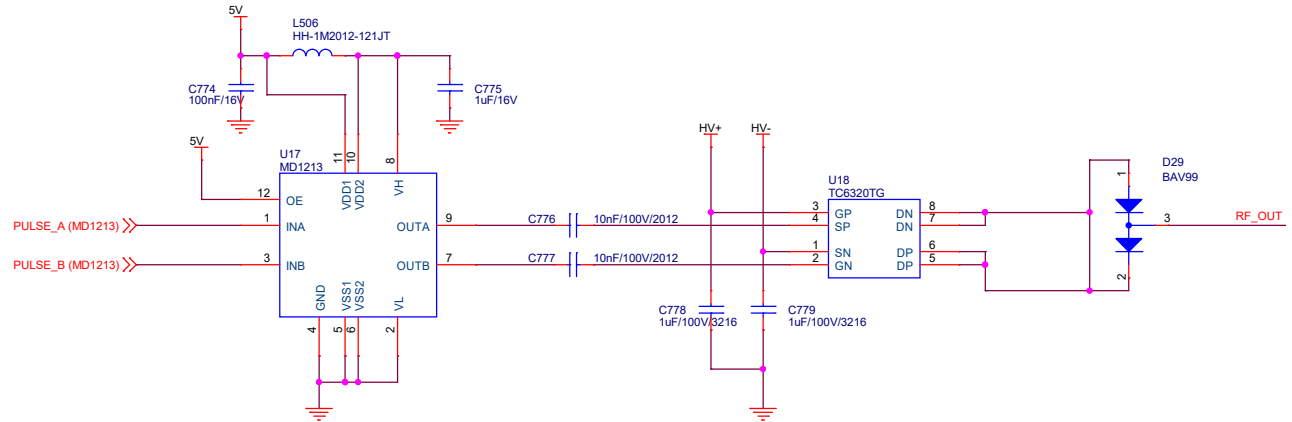 5V
L506
HH-1M2012-121JT
C774
100nF/16V
C775
1uF/16V
5V
U17
MD1213
11
10
8
VDD1
VDD2
VH
12
OE
PULSE_A (MD1213)
1
INA
PULSE_B (MD1213)
3
INB
OUTA
9
OUTB
7
GND
VSS1
VSS2
VL
4
5
6
2
C776
10nF/100V/2012
C777
10nF/100V/2012
HV+
HV-
U18
TC6320TG
3
GP
4
SP
1
SN
2
GN
DN
8
DN
7
DP
6
DP
5
C778
1uF/100V/3216
C779
1uF/100V/3216
D29
BAV99
1
3
2
RF_OUT